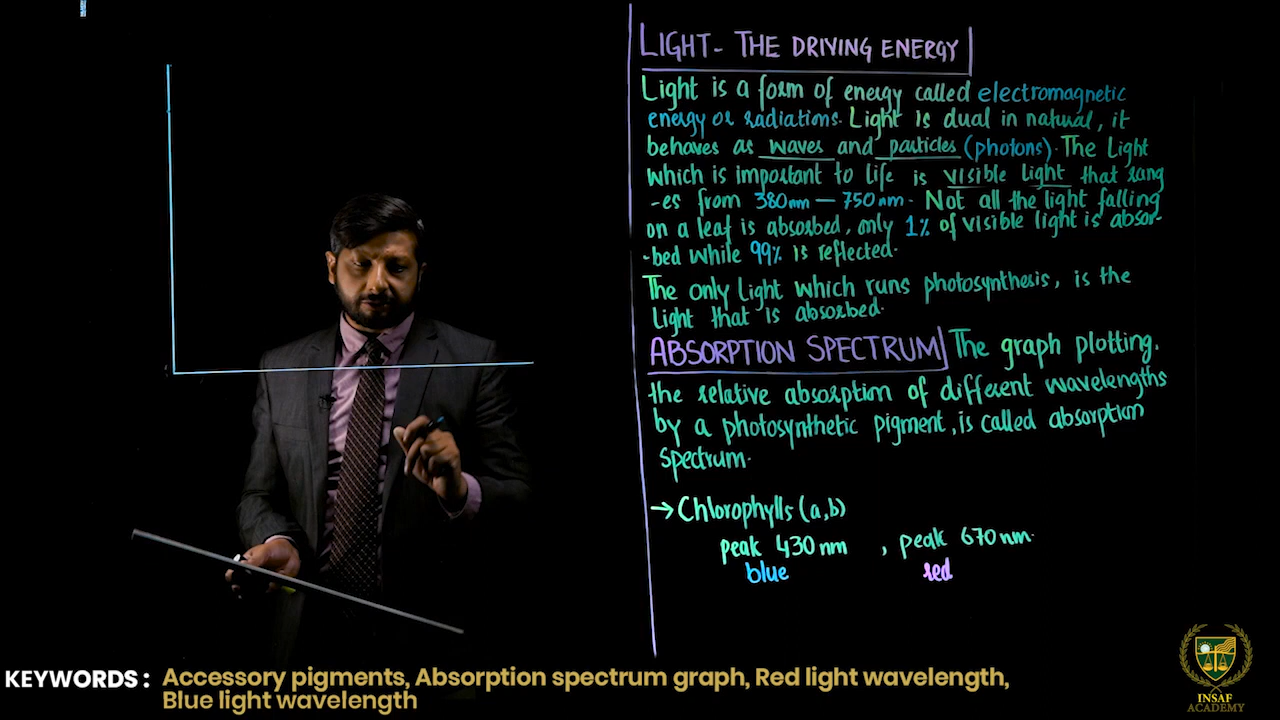 LIGHT- THE DRIVING ENERGY
Light is a form of energy called electromagnetic
energy or radiations. Light is dual in natural, it
behaves as waves and particles (photons). The Light
which is important to life is visible light that rang
-es from 380nm — 750nm. Not all the light falling
on a leaf is absorbed, only 1% of visible light is absor-
-bed while 99% is reflected.
The only light which runs photosynthesis, is the
Light that is absorbed.
ABSORPTION SPECTRUM The graph plotting.
the relative absorption of different wavelengths
by a photosynthetic pigment, is called absorption
spectrum.
→ Chlorophylls (a,b)
peak 430nm , peak 670nm.
blue red
KEYWORDS : Accessory pigments, Absorption spectrum graph, Red light wavelength,
Blue light wavelength
INSAF
ACADEMY